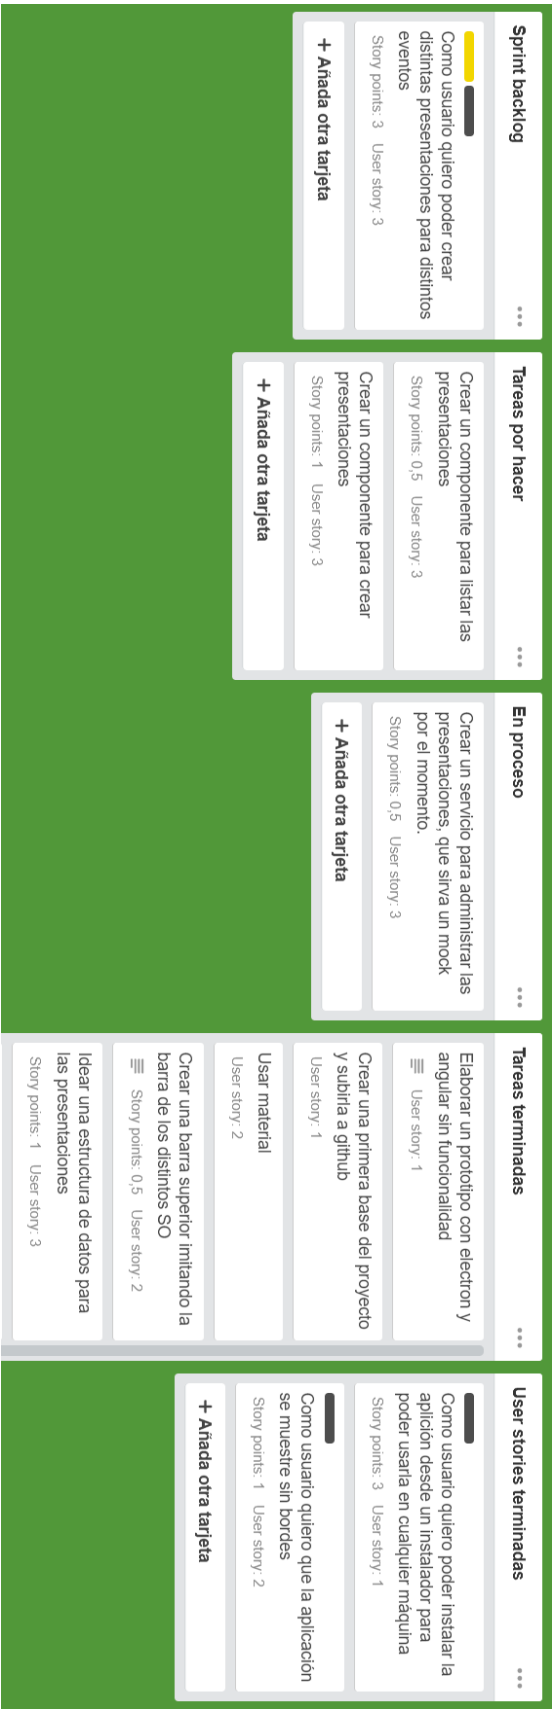 Sprint backlog
Como usuario quiero poder crear
distintas presentaciones para distintos
eventos
Story points: 3 User story: 3
+ Añada otra tarjeta
Tareas por hacer
Crear un componente para listar las
presentaciones
Story points: 0,5 User story: 3
Crear un componente para crear
presentaciones
Story points: 1 User story: 3
+ Añada otra tarjeta
En proceso
Crear un servicio para administrar las
presentaciones, que sirva un mock
por el momento.
Story points: 0,5 User story: 3
+ Añada otra tarjeta
Tareas terminadas
Elaborar un prototipo con electron y
angular sin funcionalidad
User story: 1
Crear una primera base del proyecto
y subirla a github
User story: 1
Usar material
User story: 2
Crear una barra superior imitando la
barra de los distintos SO
Story points: 0,5 User story: 2
Idear una estructura de datos para
las presentaciones
Story points: 1 User story: 3
User stories terminadas
Como usuario quiero poder instalar la
aplición desde un instalador para
poder usarla en cualquier máquina
Story points: 3 User story: 1
Como usuario quiero que la aplicación
se muestre sin bordes
Story points: 1 User story: 2
+ Añada otra tarjeta